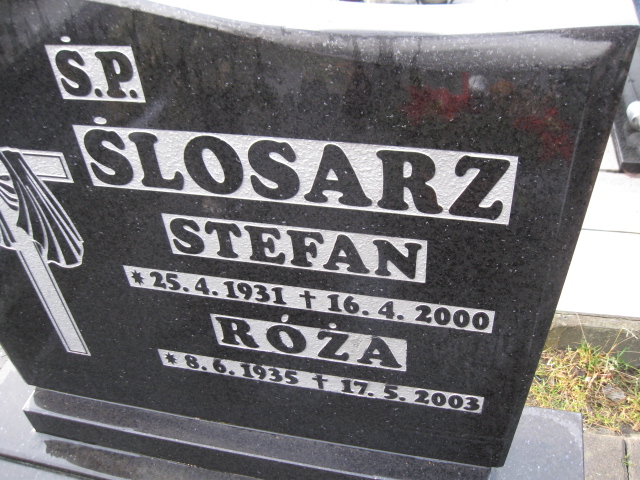 Ś.P.
ŚLOSARZ
STEFAN
* 25. 4. 1931 † 16. 4. 2000
RÓŻA
* 8. 6. 1935 † 17. 5. 2003